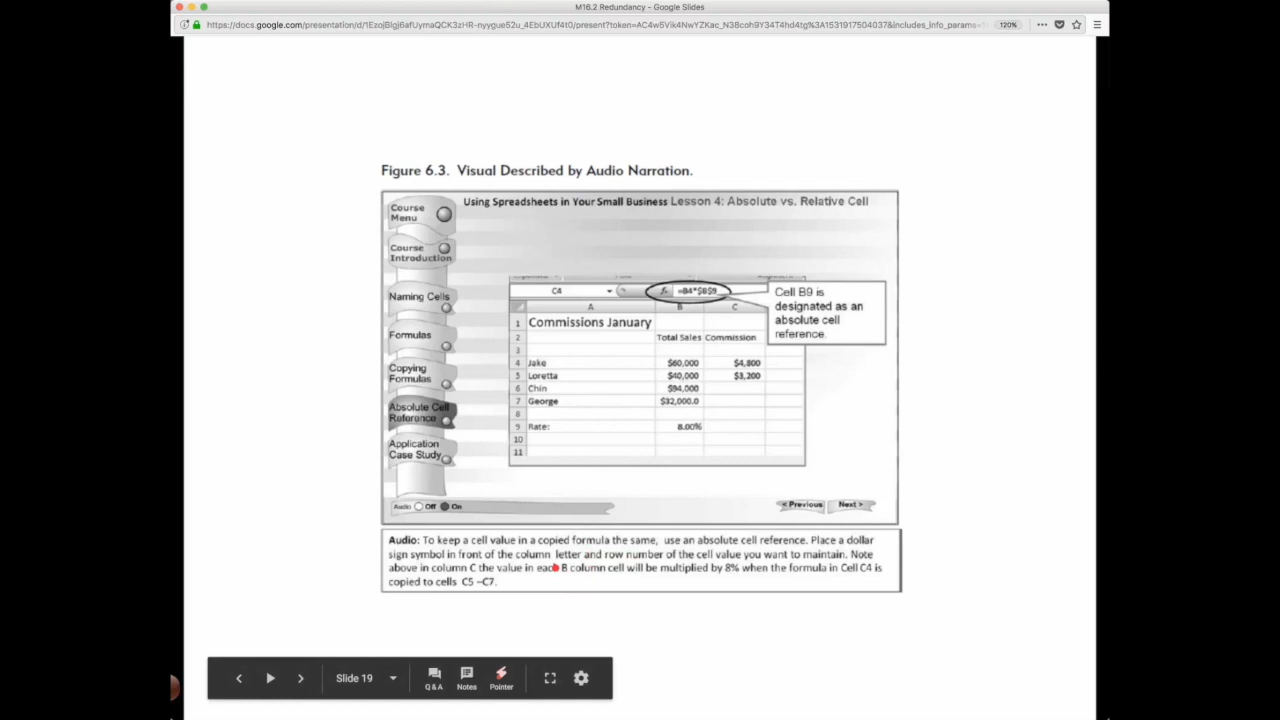 M16.2 Redundancy - Google Slides
120%
Figure 6.3. Visual Described by Audio Narration.
Using Spreadsheets in Your Small Business Lesson 4: Absolute vs. Relative Cell
Course
Menu
Course
Introduction
Naming Cells
Formulas
Copying
Formulas
Absolute Cell
Reference
Application
Case Study
C4 fx =B4*$B$9
Cell B9 is
designated as an
absolute cell
reference.
A B C
1 Commissions January
2 Total Sales Commission
3
4 Jake $60,000 $4,800
5 Loretta $40,000 $3,200
6 Chin $94,000
7 George $32,000.0
8
9 Rate: 8.00%
10
11
Audio Off On
< Previous Next >
Audio: To keep a cell value in a copied formula the same, use an absolute cell reference. Place a dollar
sign symbol in front of the column letter and row number of the cell value you want to maintain. Note
above in column C the value in each B column cell will be multiplied by 8% when the formula in Cell C4 is
copied to cells C5 –C7.
Slide 19
Q&A Notes Pointer